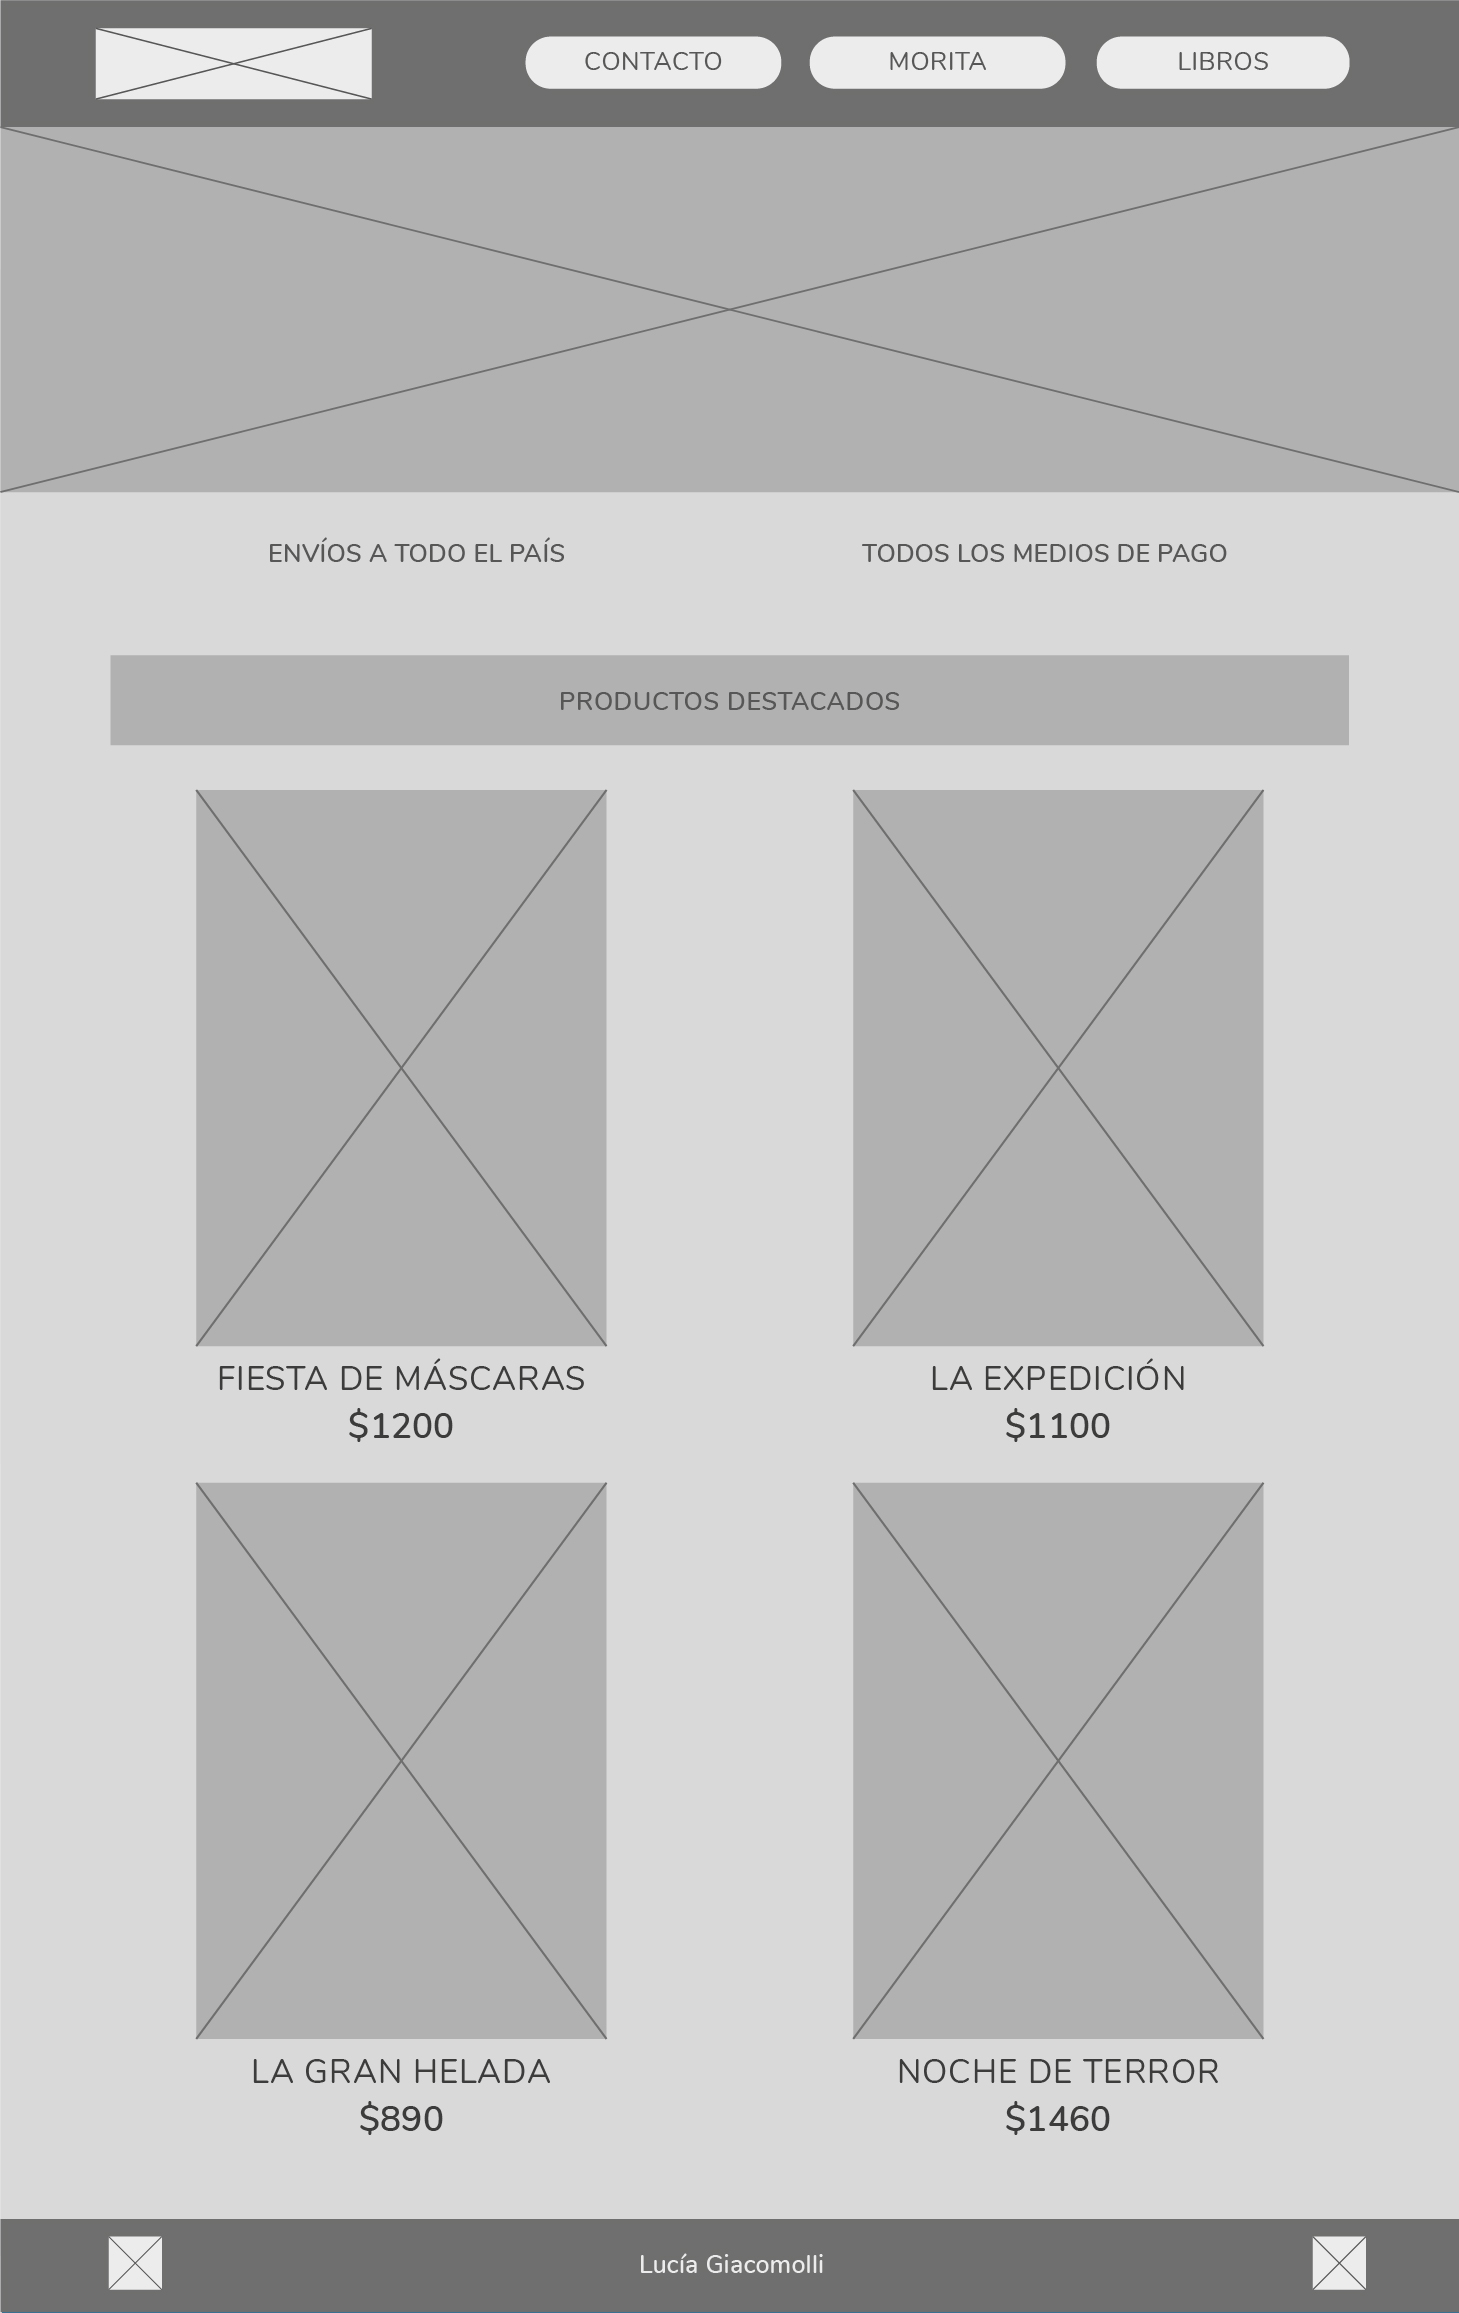 CONTACTO
MORITA
LIBROS
ENVÍOS A TODO EL PAÍS
TODOS LOS MEDIOS DE PAGO
PRODUCTOS DESTACADOS
FIESTA DE MÁSCARAS
$1200
LA EXPEDICIÓN
$1100
LA GRAN HELADA
$890
NOCHE DE TERROR
$1460
Lucía Giacomolli